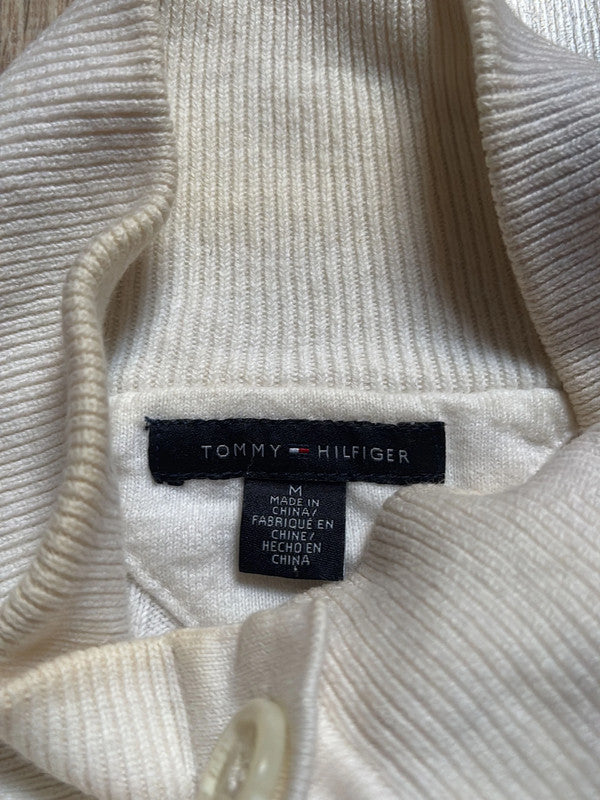 TOMMY HILFIGER
M
MADE IN
CHINA/
FABRIQUÉ EN
CHINE/
HECHO EN
CHINA